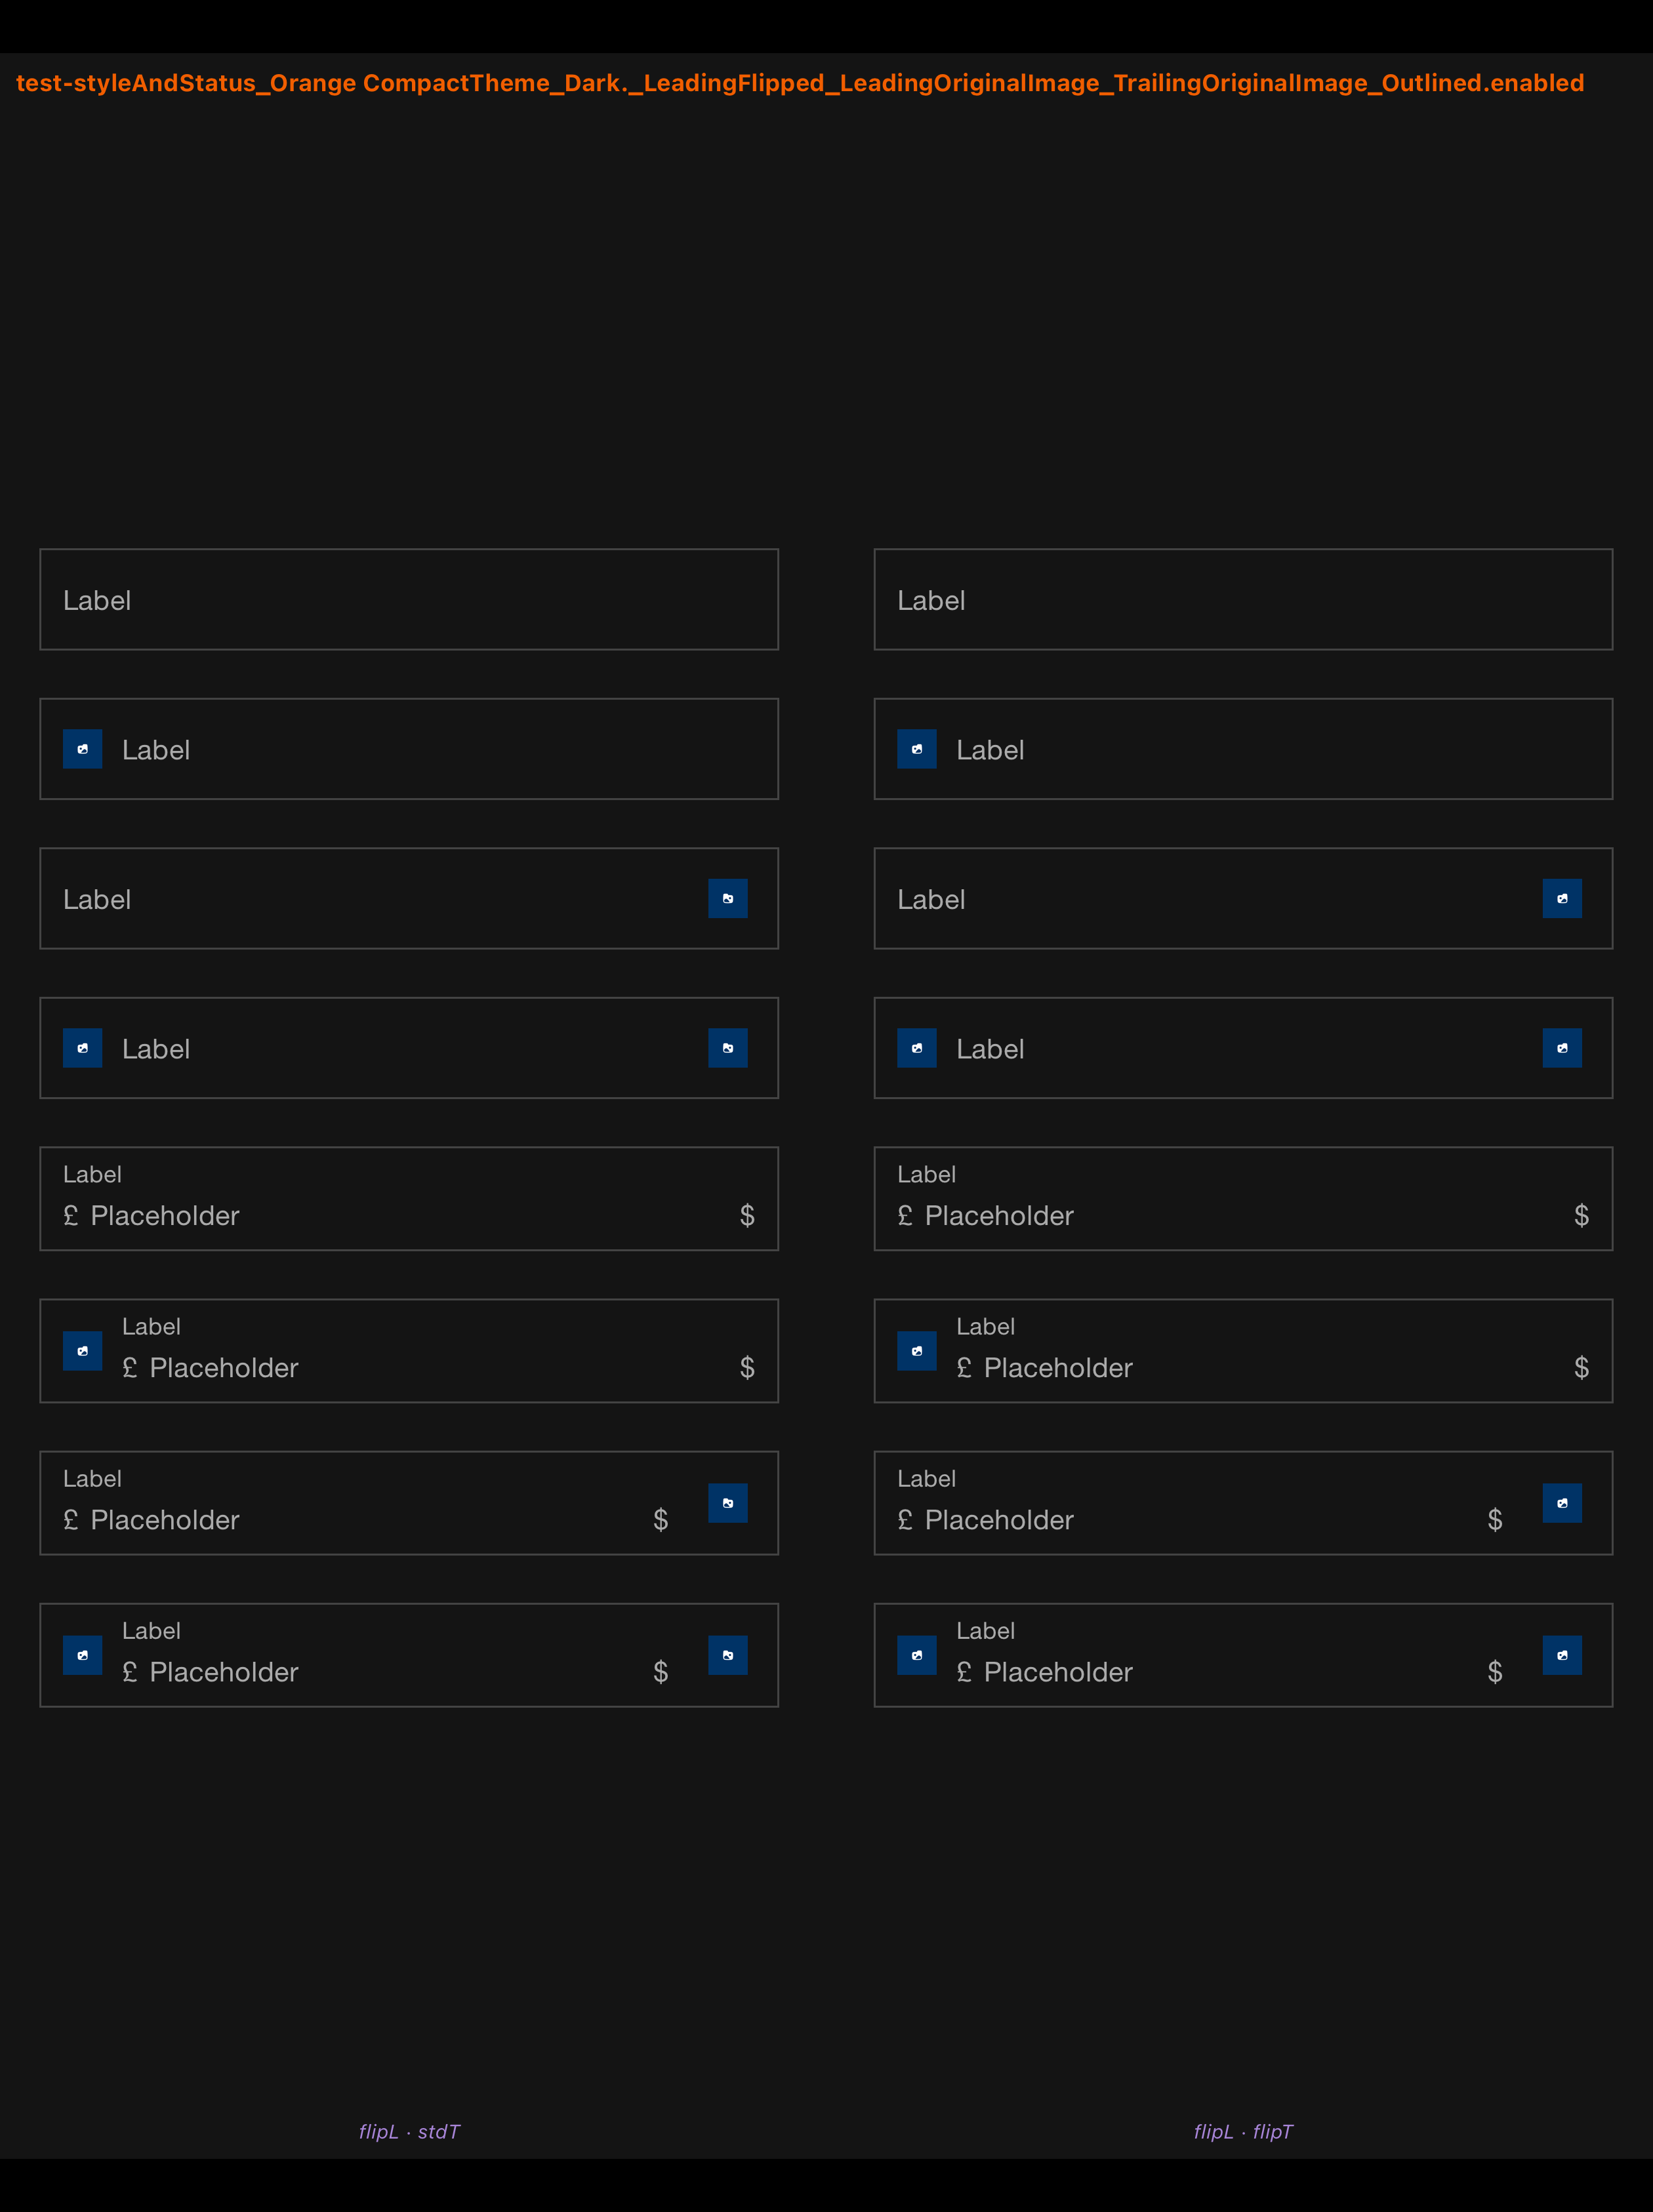 test-styleAndStatus_Orange CompactTheme_Dark._LeadingFlipped_LeadingOriginalImage_TrailingOriginalImage_Outlined.enabled
Label
Label
Label
Label
Label
Label
Label
Label
Label
Label
£ Placeholder $
£ Placeholder $
Label
Label
£ Placeholder $
£ Placeholder $
Label
Label
£ Placeholder $
£ Placeholder $
Label
Label
£ Placeholder $
£ Placeholder $
flipL · stdT
flipL · flipT